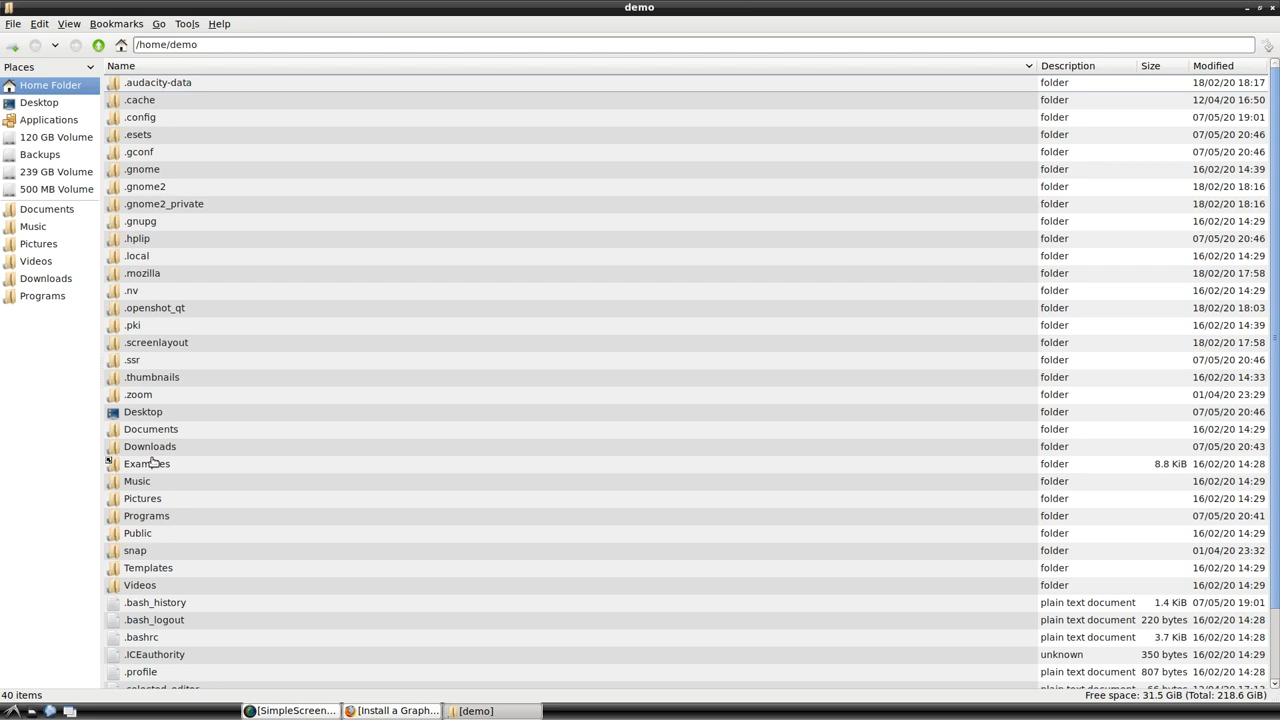 demo
File Edit View Bookmarks Go Tools Help
/home/demo
Places
Home Folder
Desktop
Applications
120 GB Volume
Backups
239 GB Volume
500 MB Volume
Documents
Music
Pictures
Videos
Downloads
Programs
Name Description Size Modified
.audacity-data folder 18/02/20 18:17
.cache folder 12/04/20 16:50
.config folder 07/05/20 19:01
.esets folder 07/05/20 20:46
.gconf folder 07/05/20 20:46
.gnome folder 16/02/20 14:39
.gnome2 folder 18/02/20 18:16
.gnome2_private folder 18/02/20 18:16
.gnupg folder 16/02/20 14:29
.hplip folder 07/05/20 20:46
.local folder 16/02/20 14:29
.mozilla folder 18/02/20 17:58
.nv folder 16/02/20 14:29
.openshot_qt folder 18/02/20 18:03
.pki folder 16/02/20 14:39
.screenlayout folder 18/02/20 17:58
.ssr folder 07/05/20 20:46
.thumbnails folder 16/02/20 14:33
.zoom folder 01/04/20 23:29
Desktop folder 07/05/20 20:46
Documents folder 16/02/20 14:29
Downloads folder 07/05/20 20:43
Examples folder 8.8 KiB 16/02/20 14:28
Music folder 16/02/20 14:29
Pictures folder 16/02/20 14:29
Programs folder 07/05/20 20:41
Public folder 16/02/20 14:29
snap folder 01/04/20 23:32
Templates folder 16/02/20 14:29
Videos folder 16/02/20 14:29
.bash_history plain text document 1.4 KiB 07/05/20 19:01
.bash_logout plain text document 220 bytes 16/02/20 14:28
.bashrc plain text document 3.7 KiB 16/02/20 14:28
.ICEauthority unknown 350 bytes 16/02/20 14:29
.profile plain text document 807 bytes 16/02/20 14:28
40 items
Free space: 31.5 GiB (Total: 218.6 GiB)
[SimpleScreen... [Install a Graph... [demo]